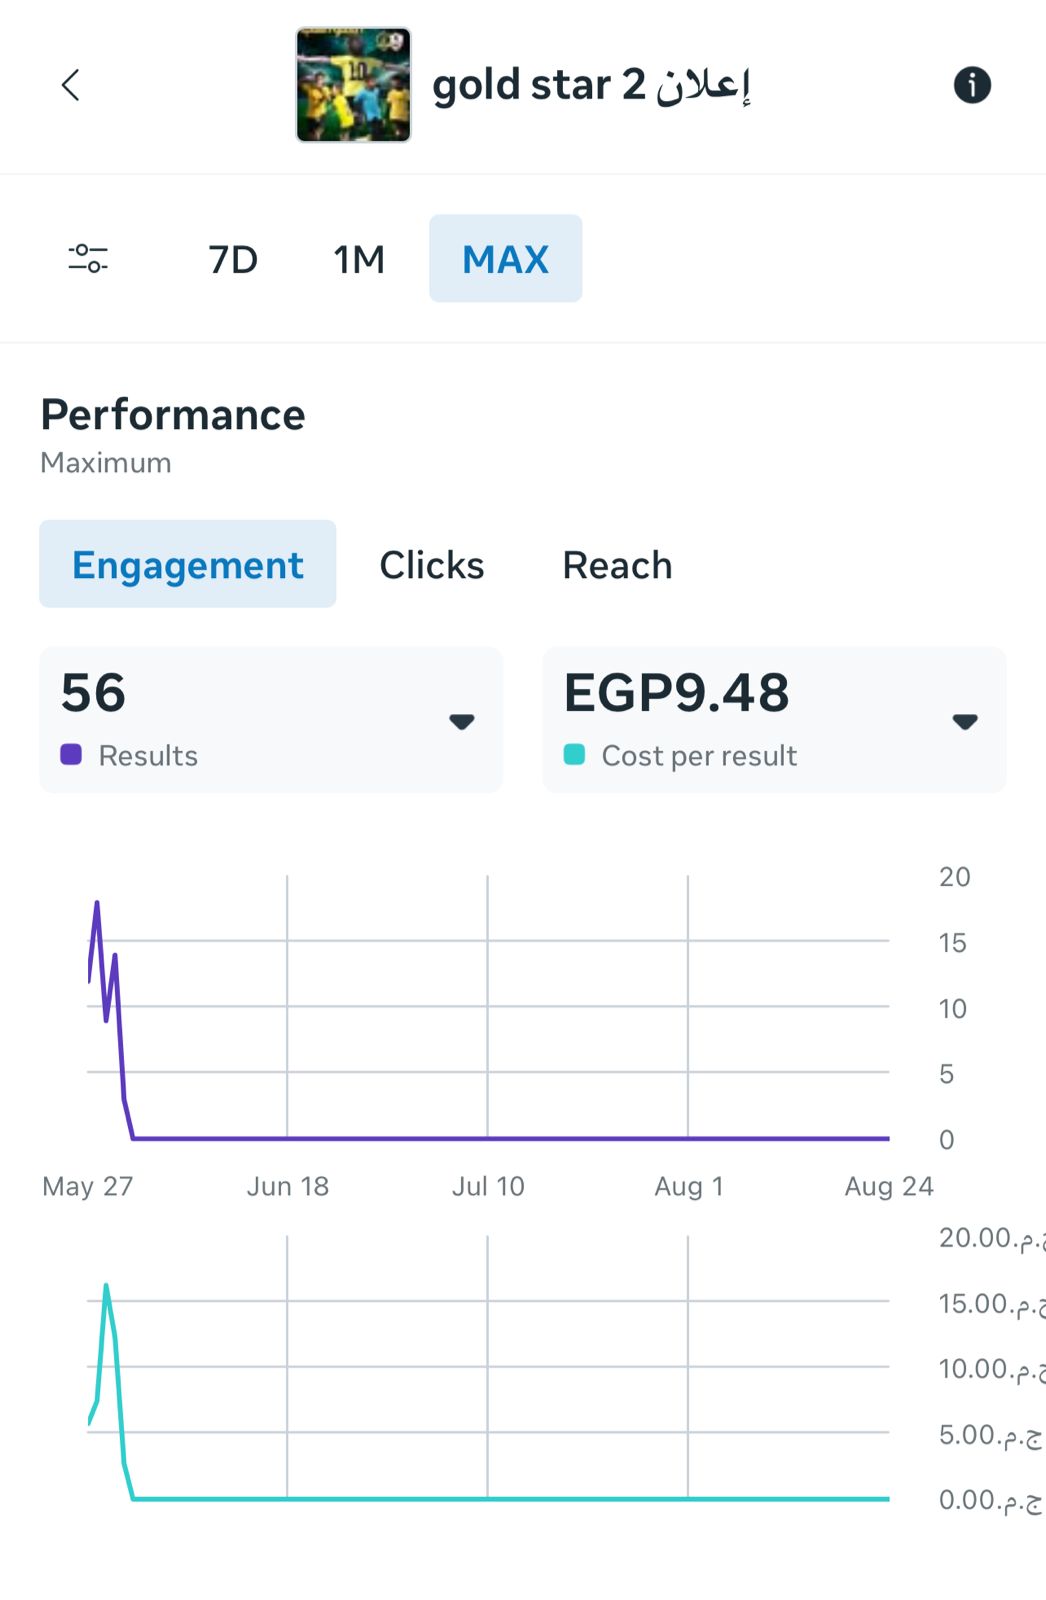 gold star 2 إعلان
7D 1M MAX
Performance
Maximum
Engagement Clicks Reach
56
Results
EGP9.48
Cost per result
20
15
10
5
0
May 27 Jun 18 Jul 10 Aug 1 Aug 24
20.00.ج.م
15.00.ج.م
10.00.ج.م
5.00.ج.م
0.00.ج.م
10